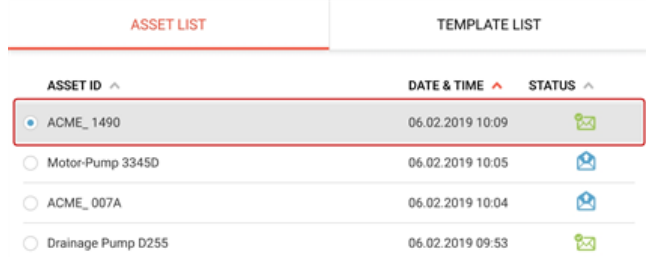 ASSET LIST TEMPLATE LIST
ASSET ID DATE & TIME STATUS
ACME_ 1490 06.02.2019 10:09
Motor-Pump 3345D 06.02.2019 10:05
ACME_ 007A 06.02.2019 10:04
Drainage Pump D255 06.02.2019 09:53